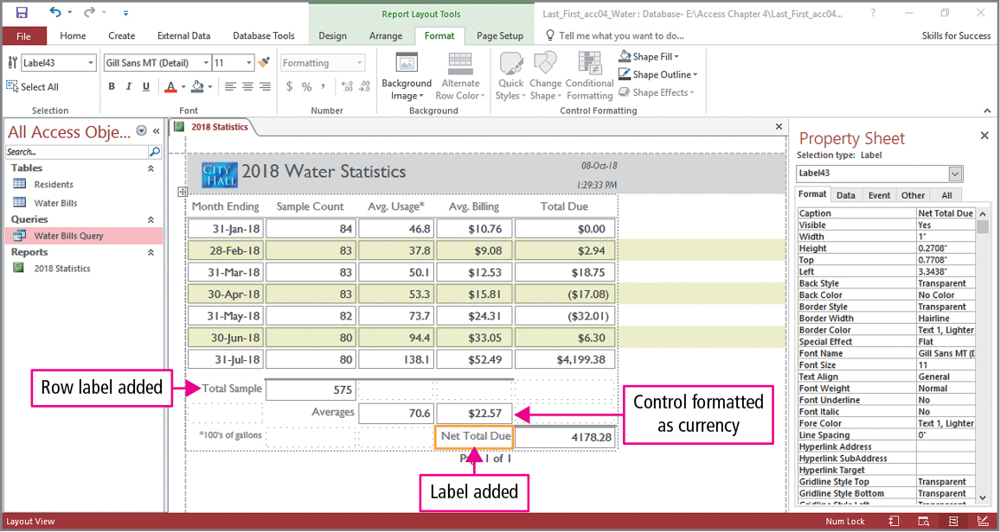 Report Layout Tools
Last_First_acc04_Water : Database- E:\Access Chapter 4\Last_First_acc04...
?
File Home Create External Data Database Tools Design Arrange Format Page Setup Tell me what you want to do... Skills for Success
Label43
Select All
Selection
Gill Sans MT (Detail) 11
B I U A
Font
Formatting
$ % , ←.0 .00 .00 →.0
Number
Background Image
Alternate Row Color
Background
Quick Styles
Change Shape
Conditional Formatting
Shape Fill
Shape Outline
Shape Effects
Control Formatting
All Access Obje... «
Search...
Tables
Residents
Water Bills
Queries
Water Bills Query
Reports
2018 Statistics
2018 Statistics
CITY HALL
2018 Water Statistics
08-Oct-18
1:29:33 PM
Month Ending Sample Count Avg. Usage* Avg. Billing Total Due
31-Jan-18 84 46.8 $10.76 $0.00
28-Feb-18 83 37.8 $9.08 $2.94
31-Mar-18 83 50.1 $12.53 $18.75
30-Apr-18 83 53.3 $15.81 ($17.08)
31-May-18 82 73.7 $24.31 ($32.01)
30-Jun-18 80 94.4 $33.05 $6.30
31-Jul-18 80 138.1 $52.49 $4,199.38
Total Sample 575
Averages 70.6 $22.57
*100's of gallons Net Total Due 4178.28
1 of 1
Row label added
Control formatted
as currency
Label added
Property Sheet
Selection type: Label
Label43
Format Data Event Other All
Caption Net Total Due
Visible Yes
Width 1"
Height 0.2708"
Top 0.7708"
Left 3.3438"
Back Style Transparent
Back Color No Color
Border Style Transparent
Border Width Hairline
Border Color Text 1, Lighter
Special Effect Flat
Font Name Gill Sans MT (D
Font Size 11
Text Align General
Font Weight Normal
Font Underline No
Font Italic No
Fore Color Text 1, Lighter
Line Spacing 0"
Hyperlink Address
Hyperlink SubAddress
Hyperlink Target
Gridline Style Top Transparent
Gridline Style Bottom Transparent
Layout View Num Lock